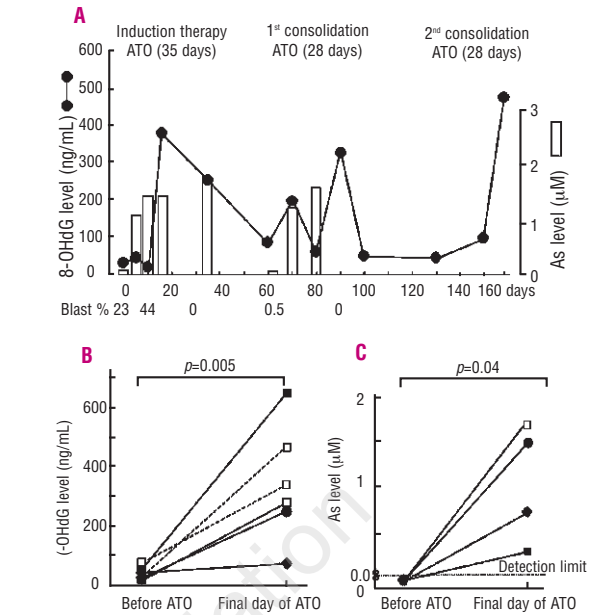 A
Induction therapy
ATO (35 days)
1st consolidation
ATO (28 days)
2nd consolidation
ATO (28 days)
8-OHdG level (ng/mL)
600
500
400
300
200
100
0
3
2
1
0
As level (µM)
0 20 40 60 80 100 120 140 160 days
Blast % 23 44 0 0.5 0
B
p=0.005
(-OHdG level (ng/mL)
600
400
200
0
Before ATO Final day of ATO
C
p=0.04
As level (µM)
2
1
0
0.0
Detection limit
Before ATO Final day of ATO